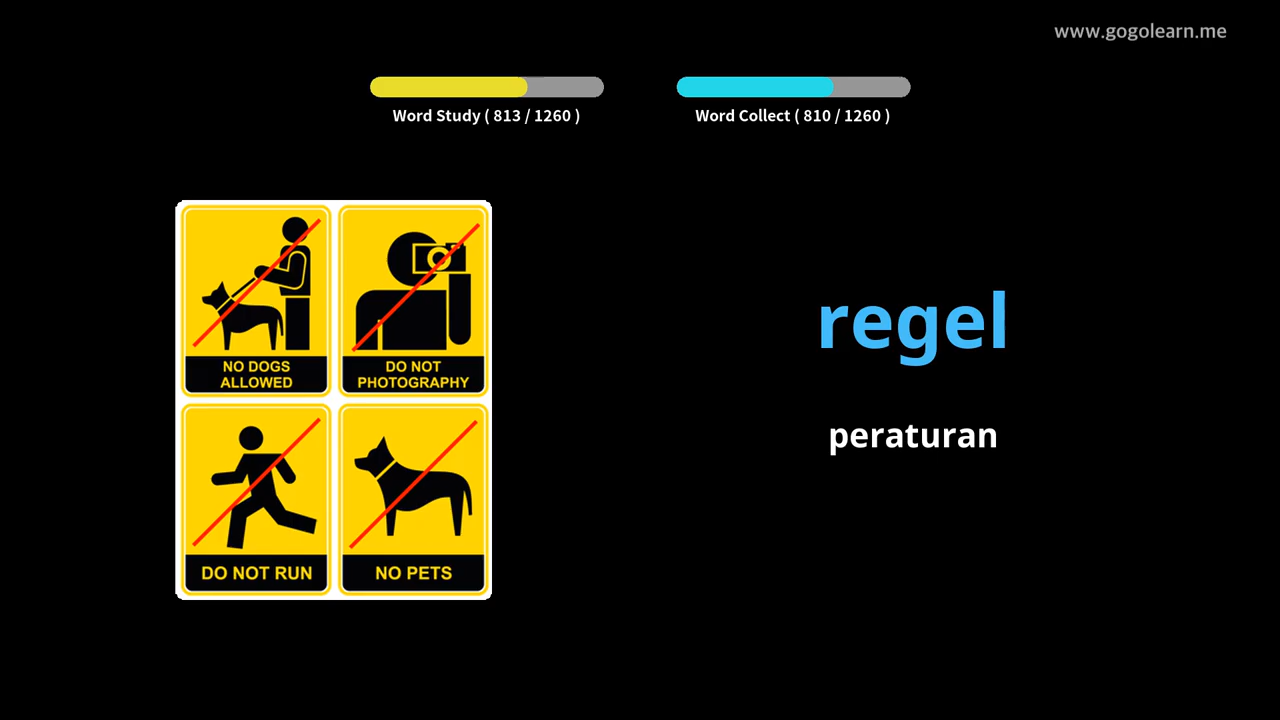 www.gogolearn.me
Word Study ( 813 / 1260 )
Word Collect ( 810 / 1260 )
NO DOGS
ALLOWED
DO NOT
PHOTOGRAPHY
DO NOT RUN
NO PETS
regel
peraturan